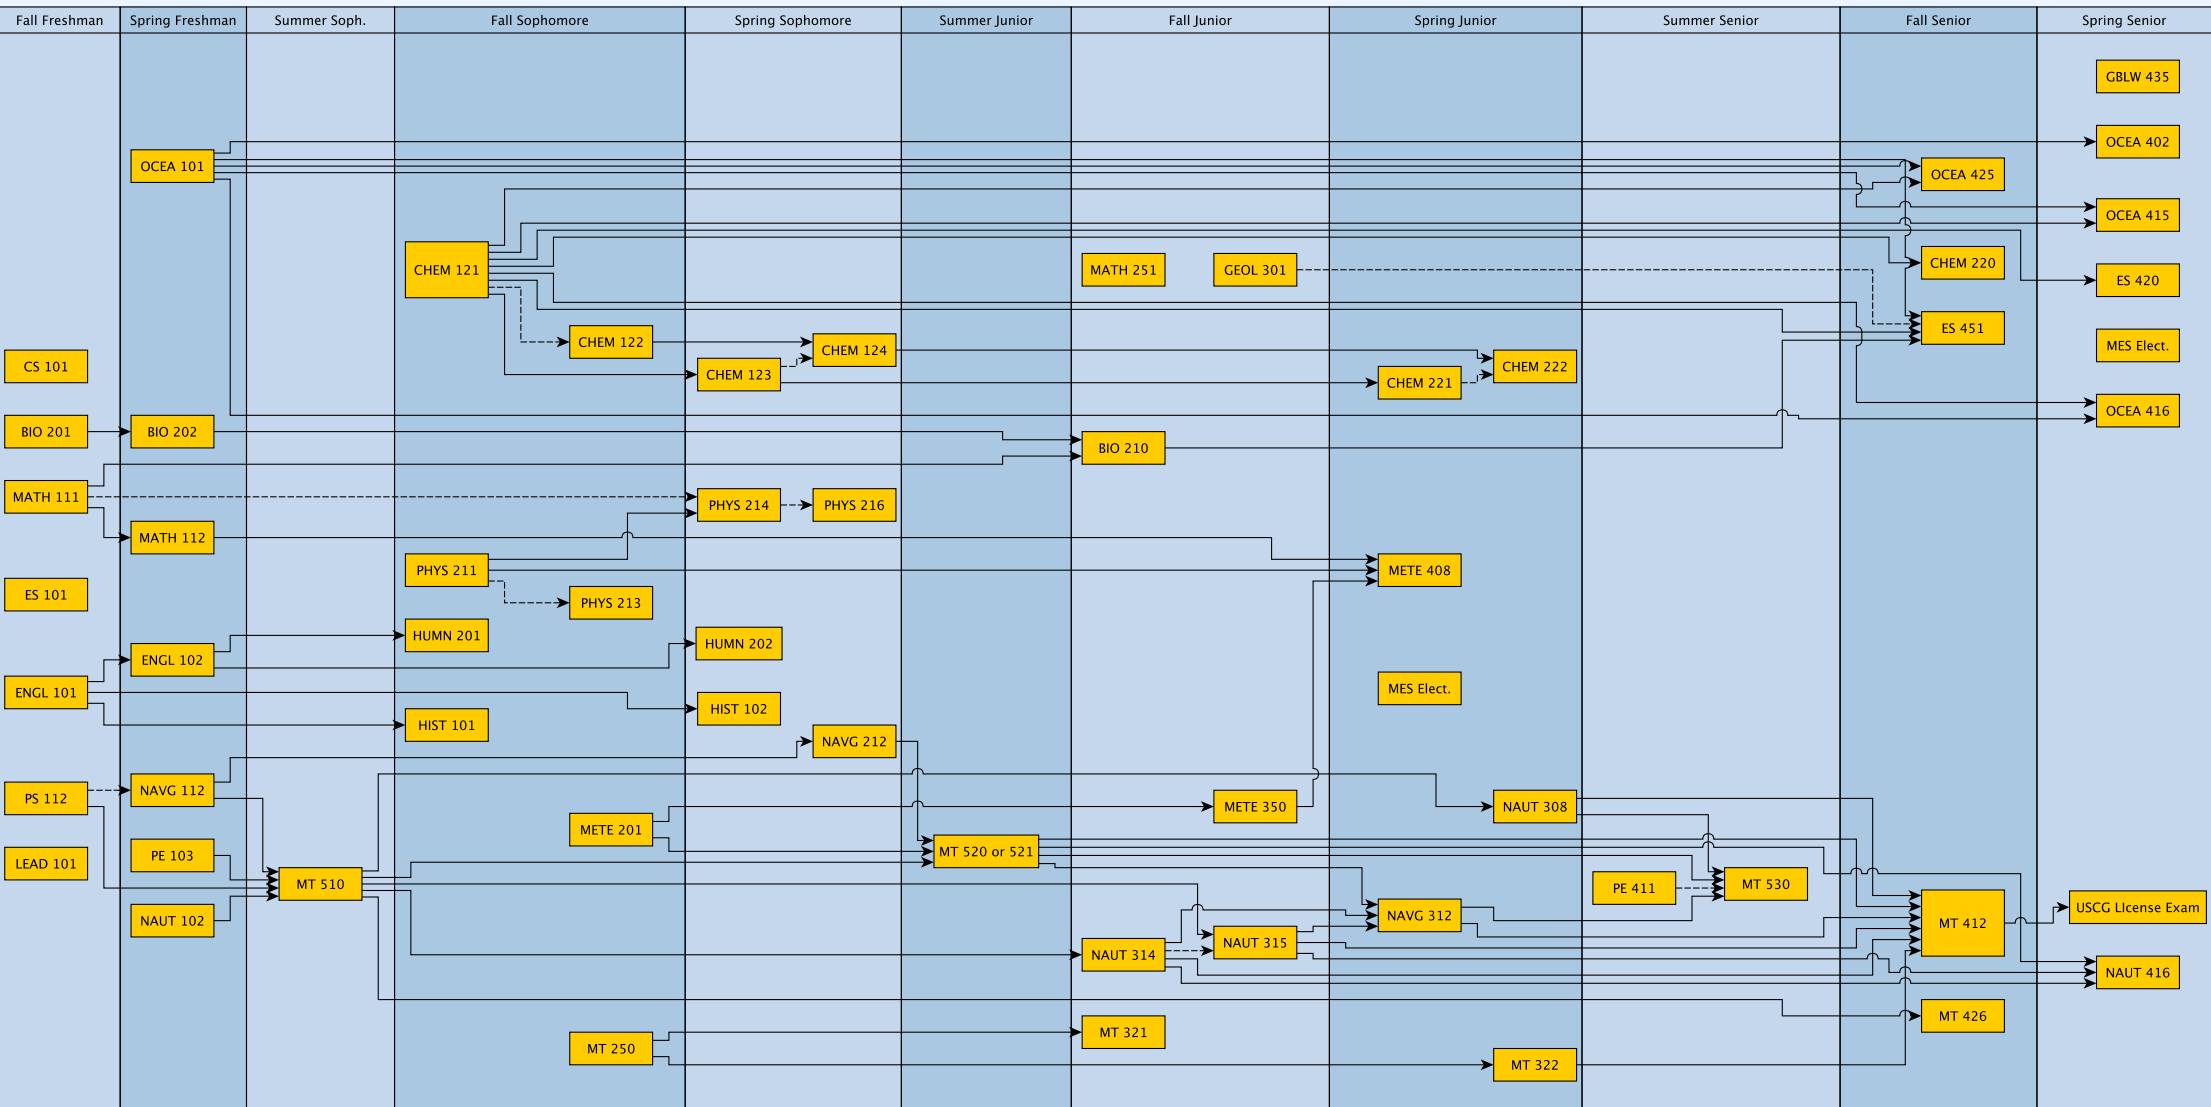 Fall Freshman
Spring Freshman
Summer Soph.
Fall Sophomore
Spring Sophomore
Summer Junior
Fall Junior
Spring Junior
Summer Senior
Fall Senior
Spring Senior
CS 101
BIO 201
MATH 111
ES 101
ENGL 101
PS 112
LEAD 101
OCEA 101
BIO 202
MATH 112
ENGL 102
NAVG 112
PE 103
NAUT 102
MT 510
CHEM 121
CHEM 122
PHYS 211
PHYS 213
HUMN 201
HIST 101
METE 201
MT 250
CHEM 124
CHEM 123
PHYS 214
PHYS 216
HUMN 202
HIST 102
NAVG 212
MT 520 or 521
MATH 251
GEOL 301
BIO 210
METE 350
NAUT 315
NAUT 314
MT 321
CHEM 222
CHEM 221
METE 408
MES Elect.
NAUT 308
NAVG 312
MT 322
PE 411
MT 530
OCEA 425
CHEM 220
ES 451
MT 412
MT 426
GBLW 435
OCEA 402
OCEA 415
ES 420
MES Elect.
OCEA 416
USCG LIcense Exam
NAUT 416